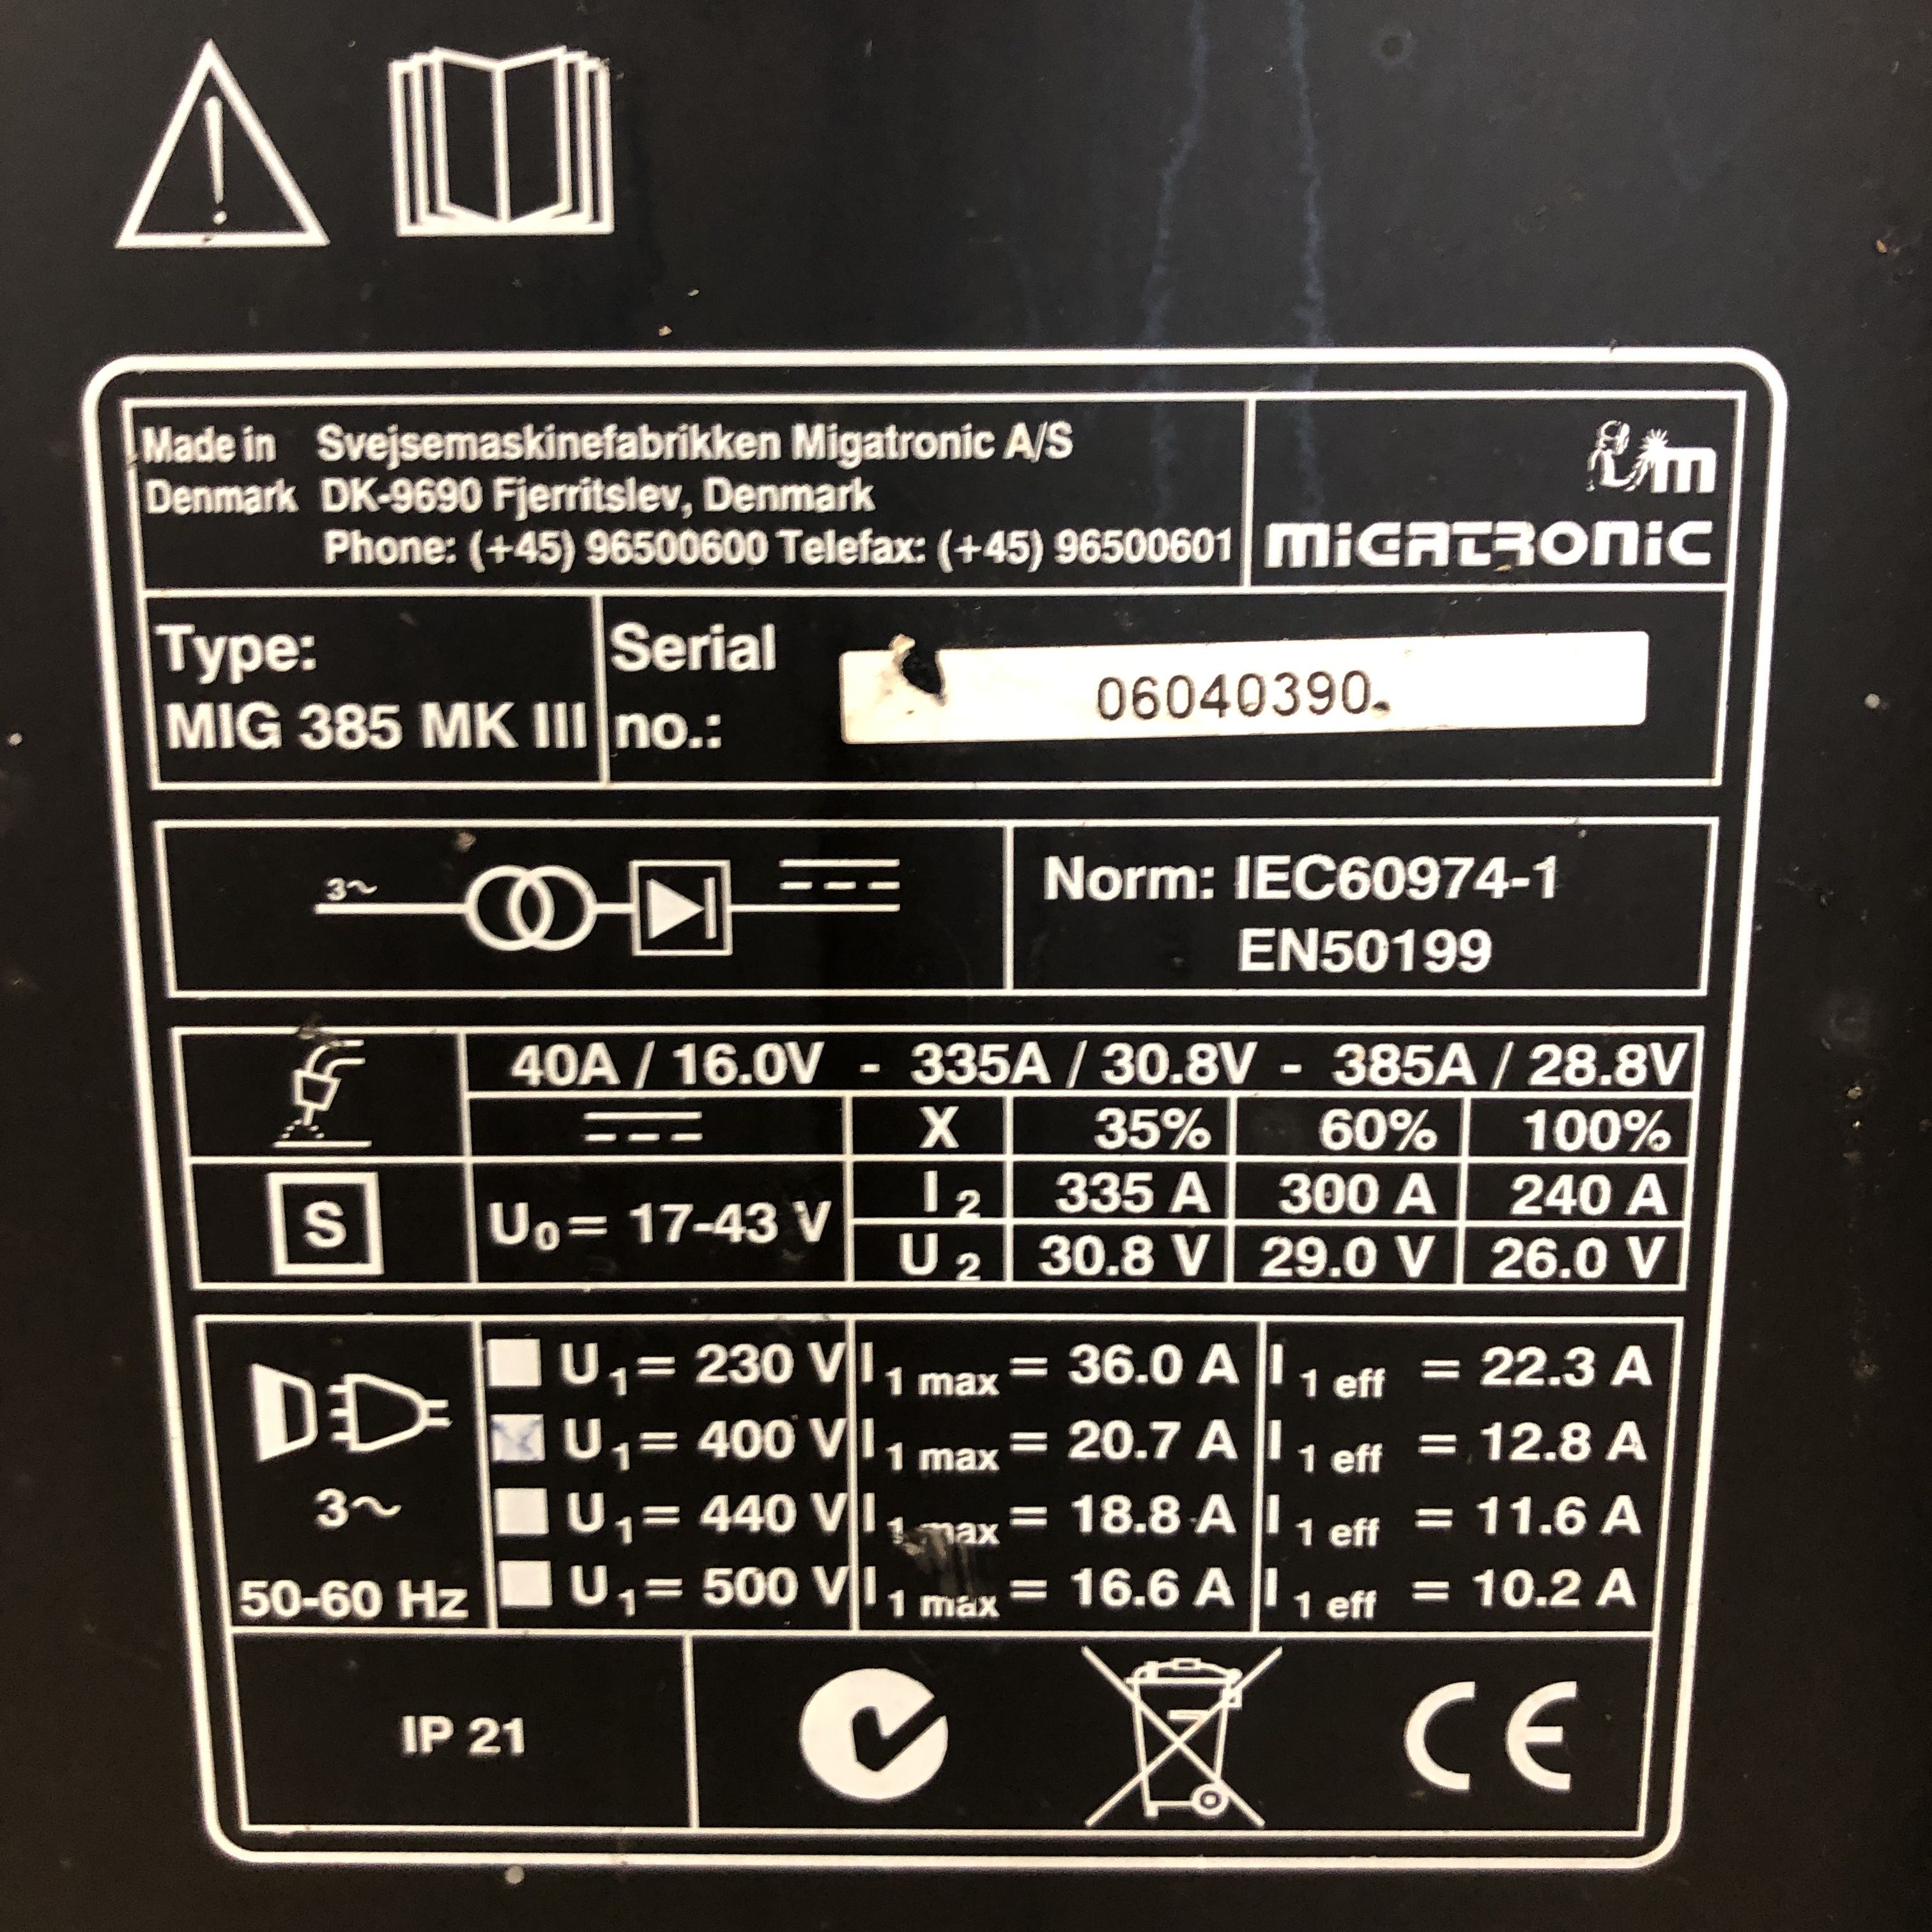 Made in Svejsemaskinefabrikken Migatronic A/S
Denmark DK-9690 Fjerritslev, Denmark
Phone: (+45) 96500600 Telefax: (+45) 96500601
m
MIGATRONIC
Type:
MIG 385 MK III
Serial
no.:
06040390
3~
Norm: IEC60974-1
EN50199
40A / 16.0V - 335A / 30.8V - 385A / 28.8V
X 35% 60% 100%
S
U0= 17-43 V
I2 335 A 300 A 240 A
U2 30.8 V 29.0 V 26.0 V
U1= 230 V I1 max = 36.0 A I1 eff = 22.3 A
U1= 400 V I1 max = 20.7 A I1 eff = 12.8 A
U1= 440 V I1 max = 18.8 A I1 eff = 11.6 A
U1= 500 V I1 max = 16.6 A I1 eff = 10.2 A
3~
50-60 Hz
IP 21
CE